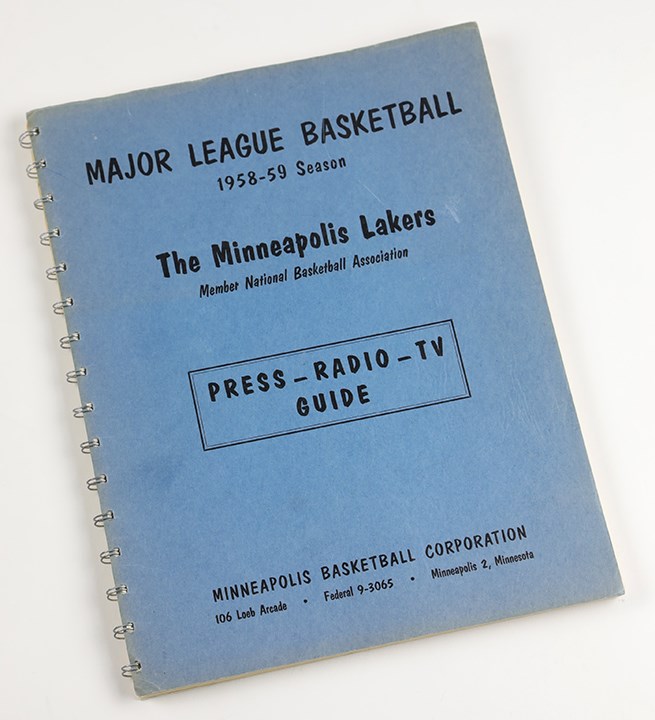 MAJOR LEAGUE BASKETBALL
1958-59 Season
The Minneapolis Lakers
Member National Basketball Association
PRESS – RADIO – TV
GUIDE
MINNEAPOLIS BASKETBALL CORPORATION
106 Loeb Arcade • Federal 9-3065 • Minneapolis 2, Minnesota